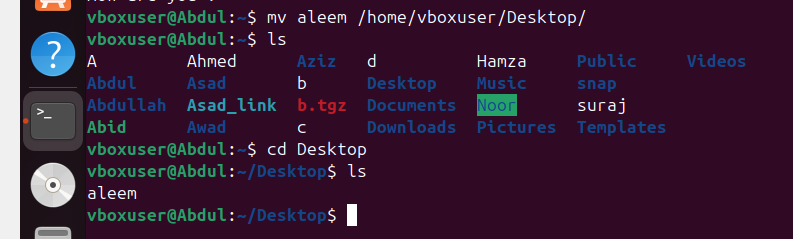 vboxuser@Abdul:~$ mv aleem /home/vboxuser/Desktop/
vboxuser@Abdul:~$ ls
A Ahmed Aziz d Hamza Public Videos
Abdul Asad b Desktop Music snap
Abdullah Asad_link b.tgz Documents Noor suraj
Abid Awad c Downloads Pictures Templates
vboxuser@Abdul:~$ cd Desktop
vboxuser@Abdul:~/Desktop$ ls
aleem
vboxuser@Abdul:~/Desktop$